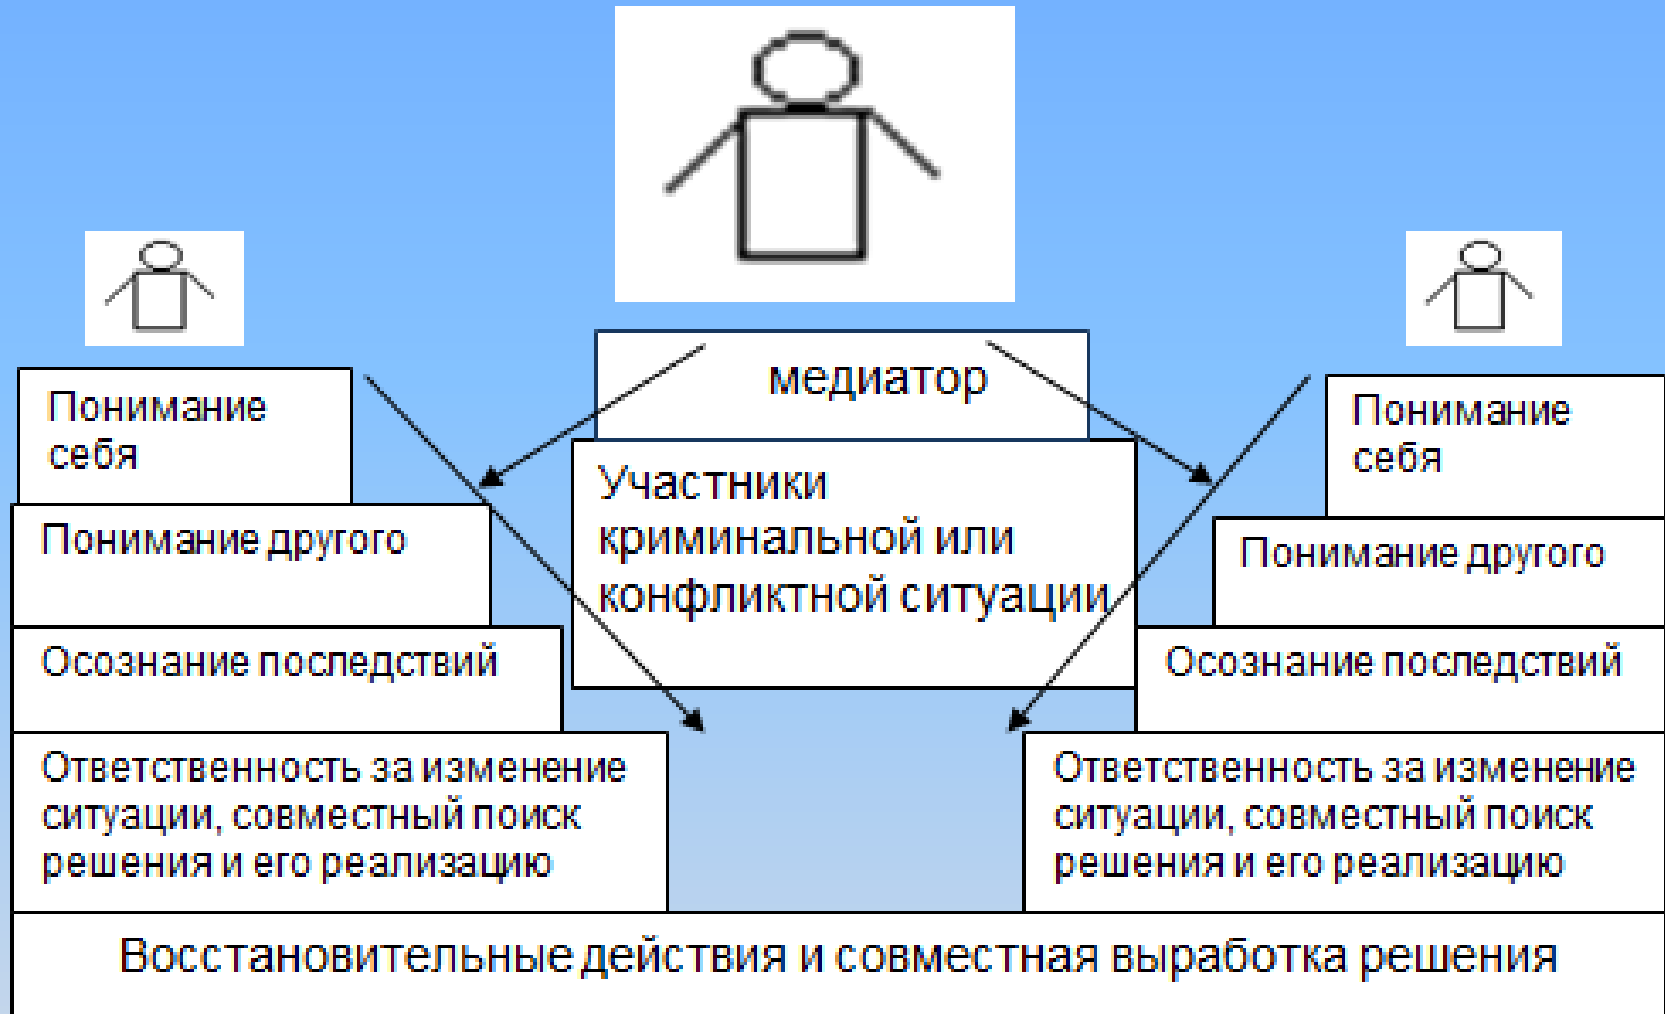 медиатор
Понимание
себя
Понимание другого
Осознание последствий
Ответственность за изменение
ситуации, совместный поиск
решения и его реализацию
Участники
криминальной или
конфликтной ситуации
Понимание
себя
Понимание другого
Осознание последствий
Ответственность за изменение
ситуации, совместный поиск
решения и его реализацию
Восстановительные действия и совместная выработка решения